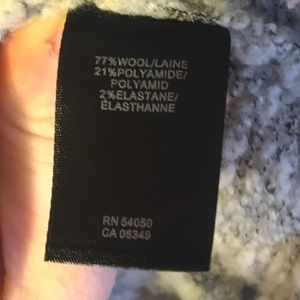 77%WOOL/LAINE
21%POLYAMIDE/
POLYAMID
2%ELASTANE/
ÉLASTHANNE
RN 54050
CA 08349